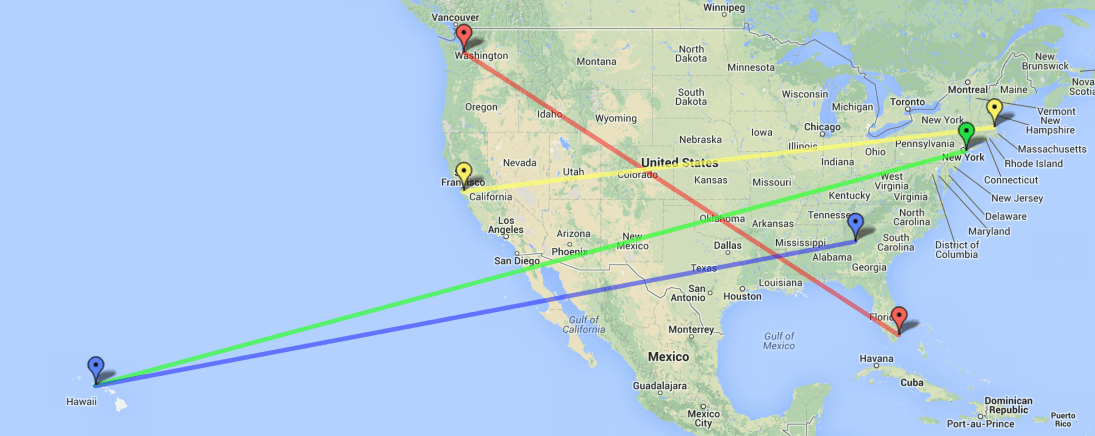 Winnipeg
Vancouver
Washington
Montana
North
Dakota
Minnesota
New
Brunswick
Nova
Scotia
Montreal
Maine
Oregon
Idaho
Wyoming
South
Dakota
Wisconsin
Michigan
Toronto
Vermont
New
Hampshire
New York
Nebraska
Iowa
Chicago
Illinois
Indiana
Ohio
Pennsylvania
New York
Massachusetts
Rhode Island
Connecticut
New Jersey
Delaware
Maryland
District of
Columbia
Nevada
Utah
United States
Colorado
Kansas
Missouri
West
Virginia
Kentucky
Virginia
Francisco
California
Los
Angeles
San Diego
Arizona
Phoenix
New
Mexico
Oklahoma
Arkansas
Tennessee
North
Carolina
South
Carolina
Dallas
Mississippi
Alabama
Georgia
Texas
Louisiana
San
Antonio
Houston
Florida
Gulf of
California
Monterrey
Gulf of
Mexico
Mexico
Havana
Cuba
Guadalajara
Mexico
City
Dominican
Republic
Port-au-Prince
Puerto
Rico
Hawaii